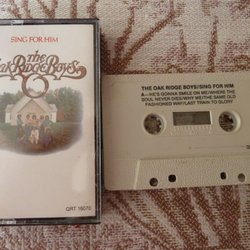 SING FOR HIM
The
Oak Ridge Boys
QRT 16070
THE OAK RIDGE BOYS/SING FOR HIM
A—HE'S GONNA SMILE ON ME/WHERE THE
SOUL NEVER DIES/WHY ME/THE SAME OLD
FASHIONED WAY/LAST TRAIN TO GLORY